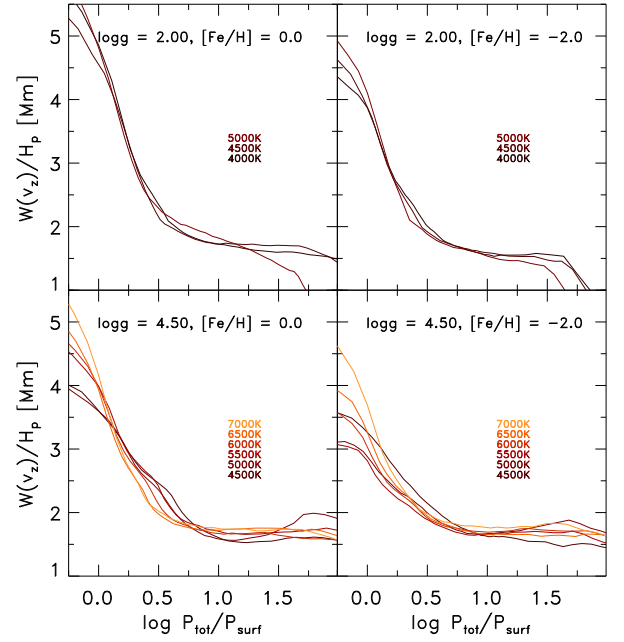 logg = 2.00, [Fe/H] = 0.0
logg = 2.00, [Fe/H] = −2.0
5
4
3
2
1
W(v_z)/H_p [Mm]
5000K
4500K
4000K
5000K
4500K
4000K
logg = 4.50, [Fe/H] = 0.0
logg = 4.50, [Fe/H] = −2.0
5
4
3
2
1
W(v_z)/H_p [Mm]
7000K
6500K
6000K
5500K
5000K
4500K
7000K
6500K
6000K
5500K
5000K
4500K
0.0 0.5 1.0 1.5 0.0 0.5 1.0 1.5
log P_tot/P_surf log P_tot/P_surf